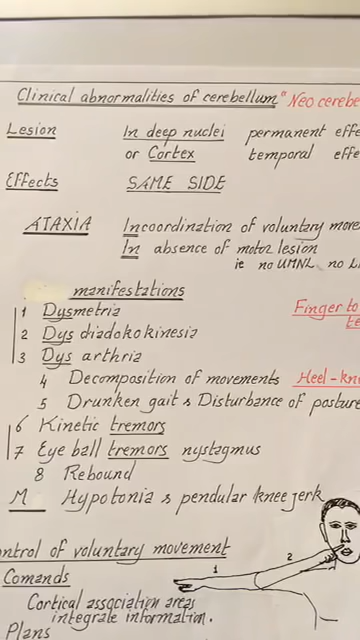 Clinical abnormalities of cerebellum "Neo cerebe
Lesion In deep nuclei permanent effe
or Cortex temporal effe
Effects SAME SIDE
ATAXIA Incoordination of voluntary move
In absence of motor lesion
ie no UMNL no L
manifestations
Finger to
te
1 Dysmetria
2 Dys diadokokinesia
3 Dys arthria
4 Decomposition of movements Heel-kne
5 Drunken gait & Disturbance of posture
6 Kinetic tremors
7 Eye ball tremors nystagmus
8 Rebound
M Hypotonia & pendular knee jerk
ontrol of voluntary movement
Comands
1 2
Cortical association areas
integrate information.
Plans